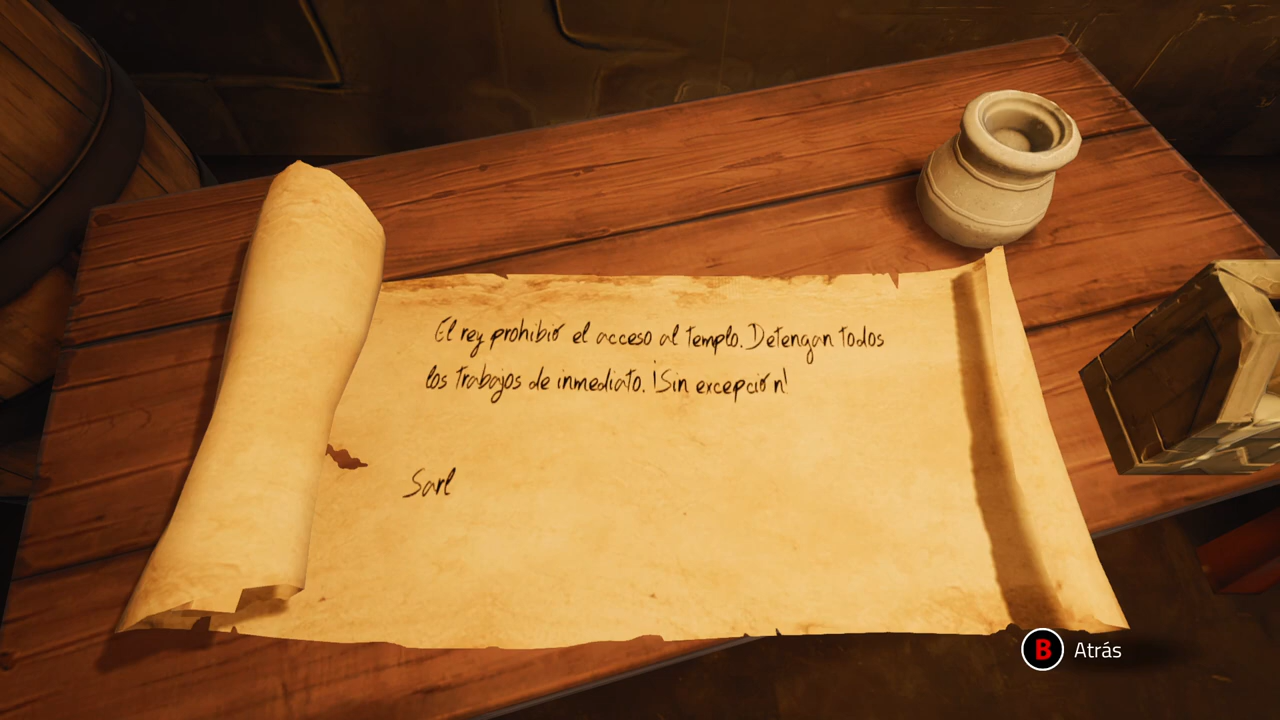 El rey prohibió el acceso al templo. Detengan todos
los trabajos de inmediato. ¡Sin excepción!
Sarl
B Atrás